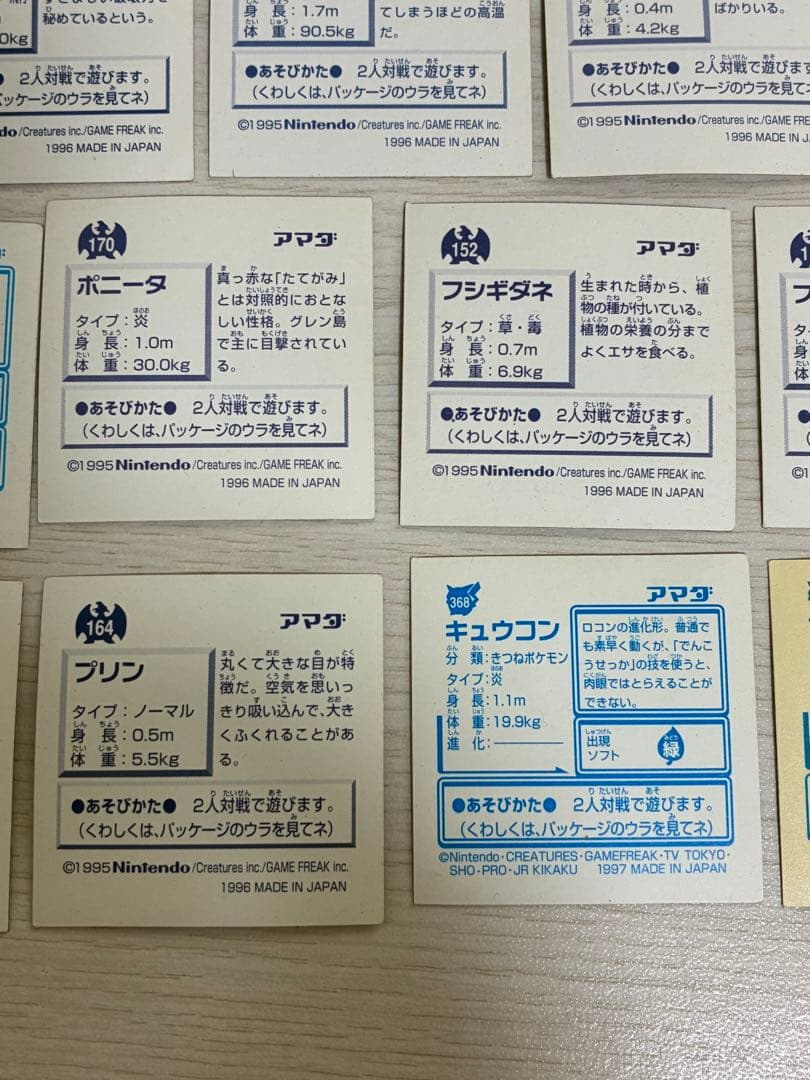 秘めているという。
0kg
2人対戦で遊びます。
パッケージのウラを見てネ)
do/Creatures inc./GAME FREAK inc.
1996 MADE IN JAPAN
身長:1.7m
体重:90.5kg
てしまうほどの高温
だ。
●あそびかた● 2人対戦で遊びます。
(くわしくは、パッケージのウラを見てネ)
©1995 Nintendo/Creatures inc./GAME FREAK inc.
1996 MADE IN JAPAN
身長:0.4m
体重:4.2kg
ばかりいる。
●あそびかた● 2人対戦で遊びます。
(くわしくは、パッケージのウラを見て
©1995 Nintendo/Creatures inc./GAME F
1996 MADE IN JAPAN
170
アマダ
ポニータ
タイプ:炎
身長:1.0m
体重:30.0kg
真っ赤な「たてがみ」
とは対照的におとな
しい性格。グレン島
で主に目撃されてい
る。
●あそびかた● 2人対戦で遊びます。
(くわしくは、パッケージのウラを見てネ)
©1995 Nintendo/Creatures inc./GAME FREAK inc.
1996 MADE IN JAPAN
152
アマダ
フシギダネ
タイプ:草・毒
身長:0.7m
体重:6.9kg
生まれた時から、植
物の種が付いている。
植物の栄養の分まで
よくエサを食べる。
●あそびかた● 2人対戦で遊びます。
(くわしくは、パッケージのウラを見てネ)
©1995 Nintendo/Creatures inc./GAME FREAK inc.
1996 MADE IN JAPAN
タイ
身
体
●あ
(く
©199
164
アマダ
プリン
タイプ:ノーマル
身長:0.5m
体重:5.5kg
丸くて大きな目が特
徴だ。空気を思いっ
きり吸い込んで、大き
くふくれることがあ
る。
●あそびかた● 2人対戦で遊びます。
(くわしくは、パッケージのウラを見てネ)
©1995 Nintendo/Creatures inc./GAME FREAK inc.
1996 MADE IN JAPAN
368
アマダ
キュウコン
分類:きつねポケモン
タイプ:炎
身長:1.1m
体重:19.9kg
進化:
ロコンの進化形。普通で
も素早く動くが、「でんこ
うせっか」の技を使うと、
肉眼ではとらえることが
できない。
出現
ソフト
緑
●あそびかた● 2人対戦で遊びます。
(くわしくは、パッケージのウラを見てネ)
©Nintendo・CREATURES・GAMEFREAK・TV TOKYO・
SHO・PRO・JR KIKAKU 1997 MADE IN JAPAN